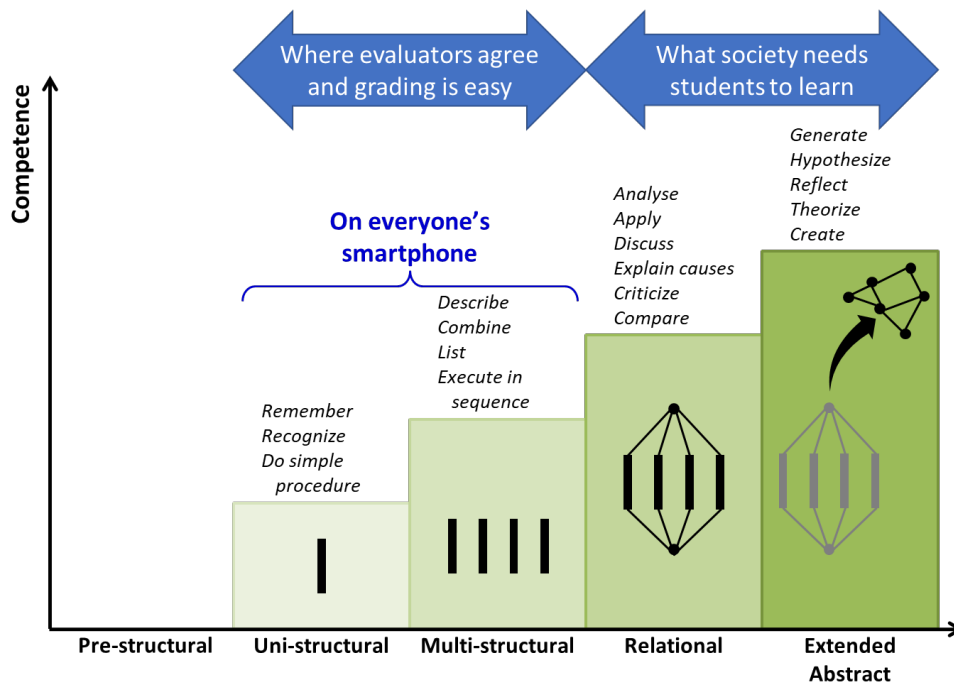 Where evaluators agree
and grading is easy
What society needs
students to learn
Competence
On everyone's
smartphone
Remember
Recognize
Do simple
procedure
Describe
Combine
List
Execute in
sequence
Analyse
Apply
Discuss
Explain causes
Criticize
Compare
Generate
Hypothesize
Reflect
Theorize
Create
Pre-structural
Uni-structural
Multi-structural
Relational
Extended
Abstract